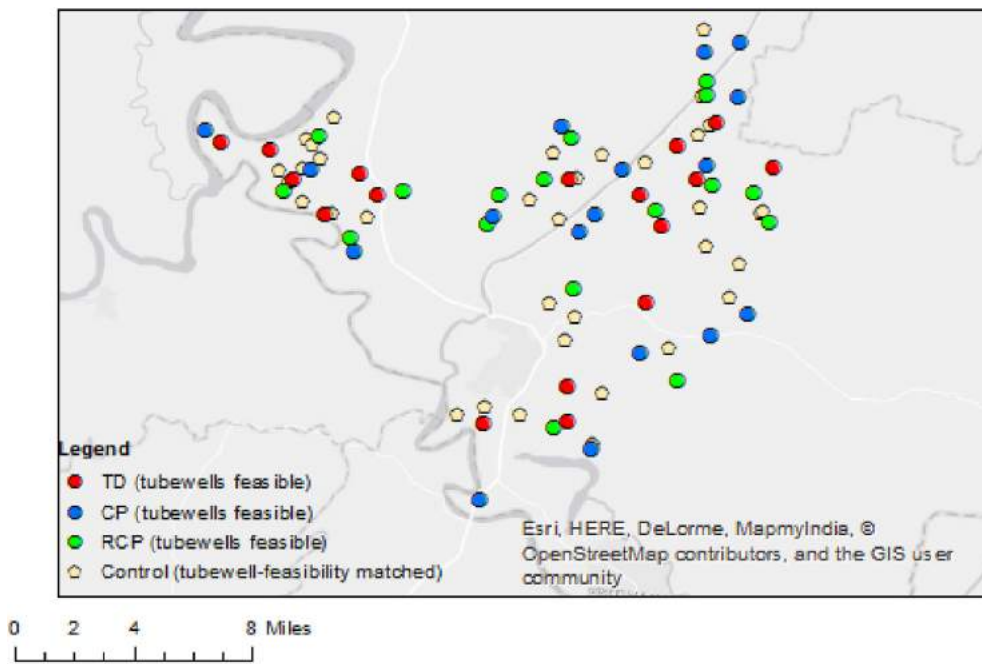 Legend
TD (tubewells feasible)
CP (tubewells feasible)
RCP (tubewells feasible)
Control (tubewell-feasibility matched)
Esri, HERE, DeLorme, MapmyIndia, ©
OpenStreetMap contributors, and the GIS user
community
0 2 4 8 Miles